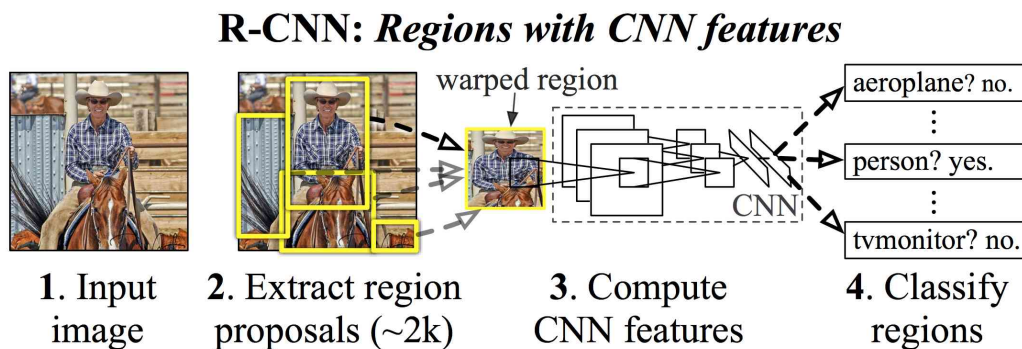 R-CNN: Regions with CNN features
warped region
aeroplane? no.
person? yes.
tvmonitor? no.
CNN
1. Input
image
2. Extract region
proposals (~2k)
3. Compute
CNN features
4. Classify
regions